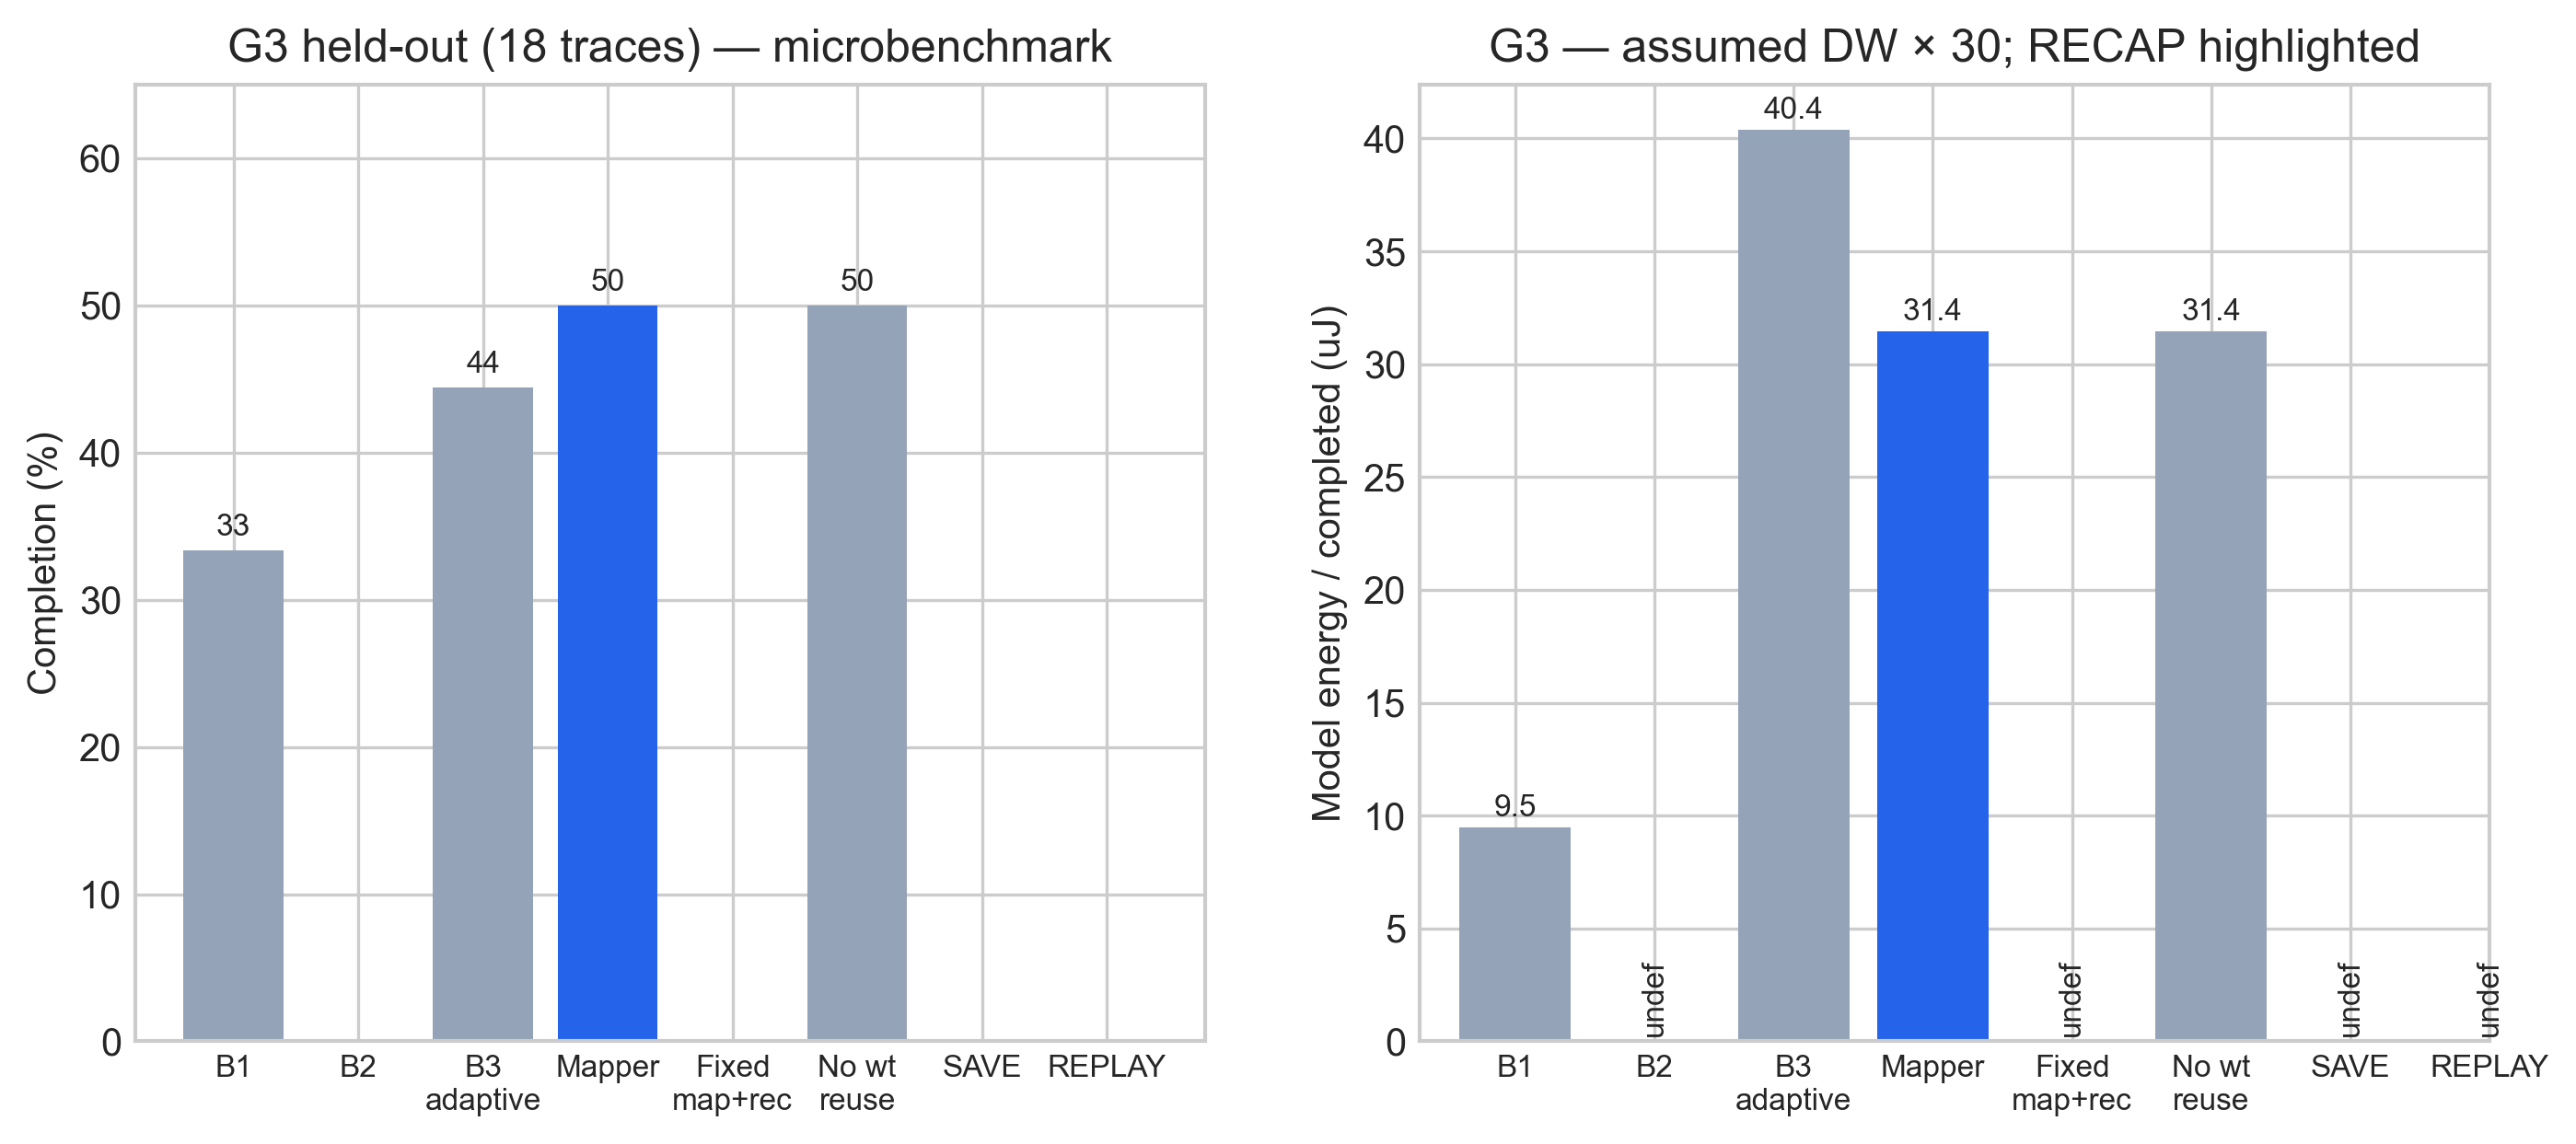 G3 held-out (18 traces) — microbenchmark
Completion (%)
60
50
40
30
20
10
0
33
44
50
50
B1
B2
B3
adaptive
Mapper
Fixed
map+rec
No wt
reuse
SAVE
REPLAY
G3 — assumed DW × 30; RECAP highlighted
Model energy / completed (uJ)
40
35
30
25
20
15
10
5
0
9.5
undef
40.4
31.4
undef
31.4
undef
undef
B1
B2
B3
adaptive
Mapper
Fixed
map+rec
No wt
reuse
SAVE
REPLAY